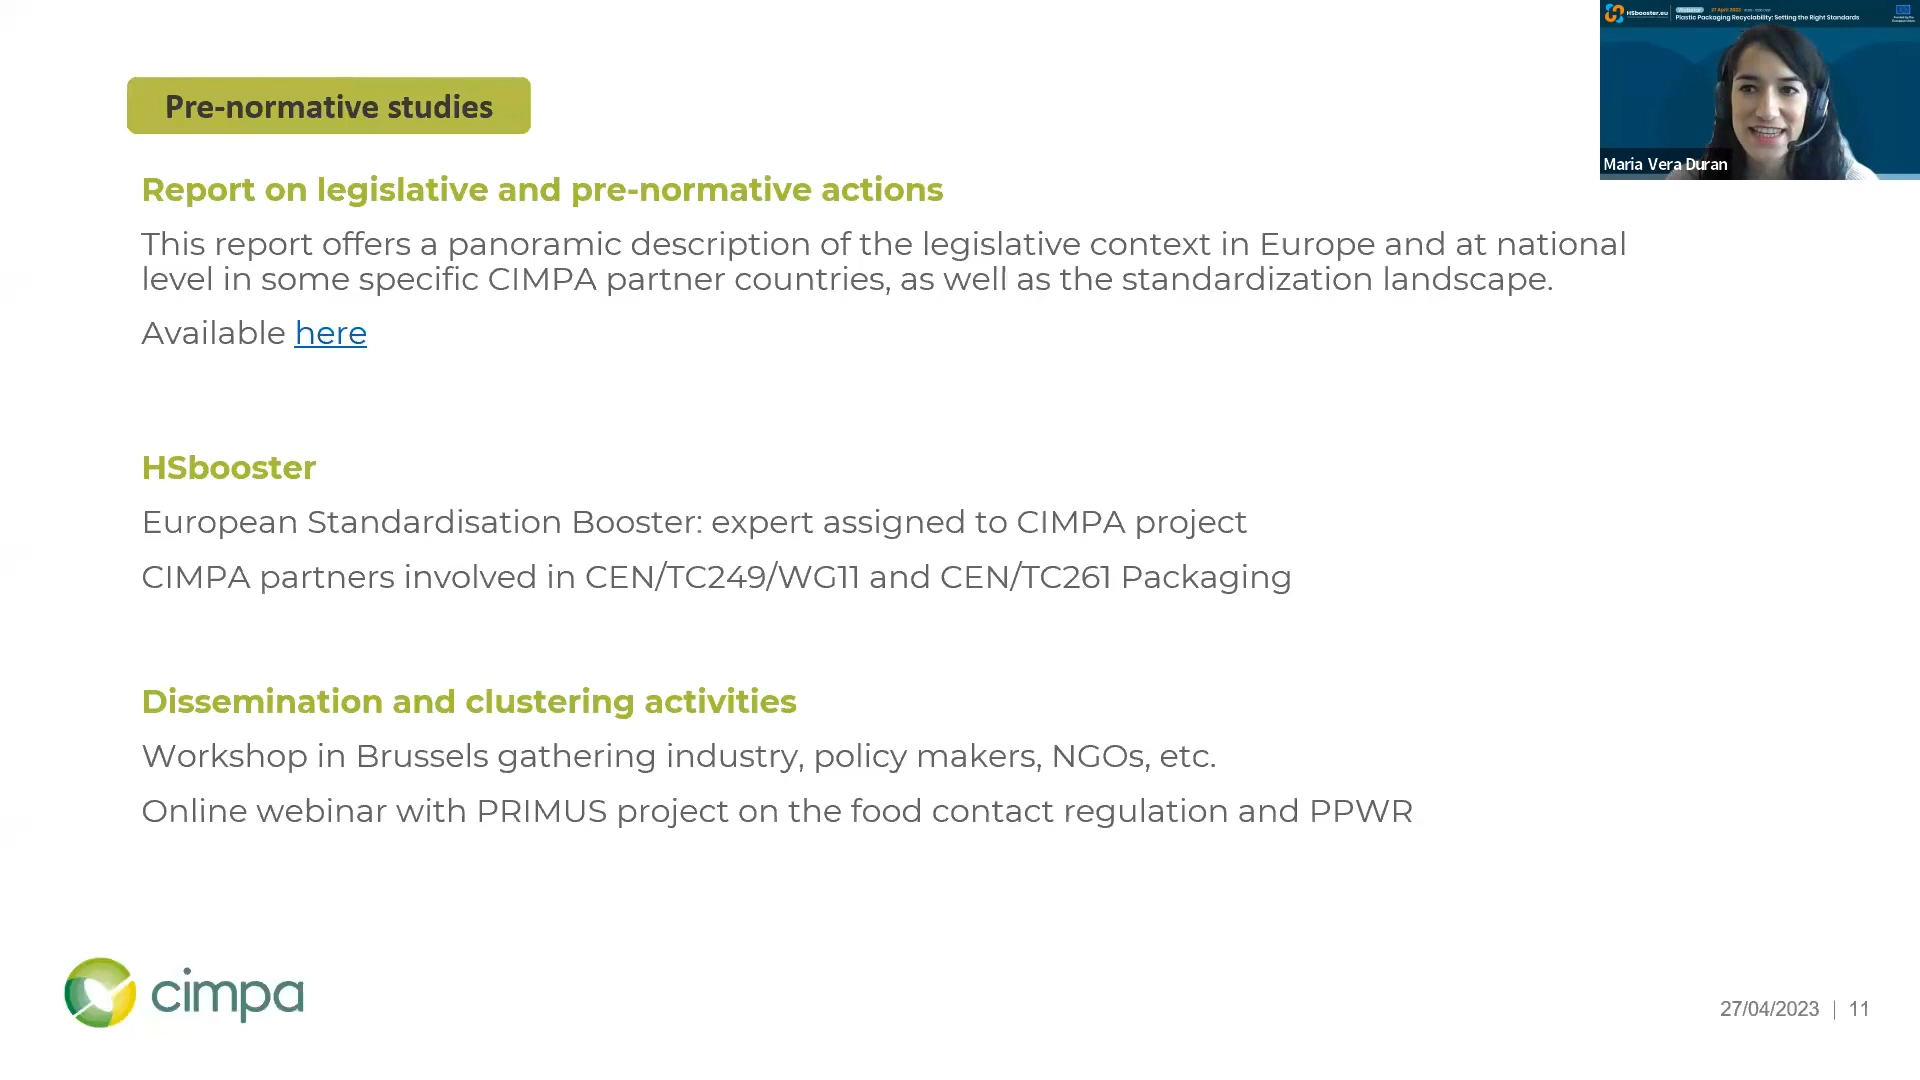 HSbooster.eu
Webinar
27 April 2023
Plastic Packaging Recyclability: Setting the Right Standards
Maria Vera Duran
Pre-normative studies
Report on legislative and pre-normative actions
This report offers a panoramic description of the legislative context in Europe and at national
level in some specific CIMPA partner countries, as well as the standardization landscape.
Available here
HSbooster
European Standardisation Booster: expert assigned to CIMPA project
CIMPA partners involved in CEN/TC249/WG11 and CEN/TC261 Packaging
Dissemination and clustering activities
Workshop in Brussels gathering industry, policy makers, NGOs, etc.
Online webinar with PRIMUS project on the food contact regulation and PPWR
cimpa
27/04/2023 | 11